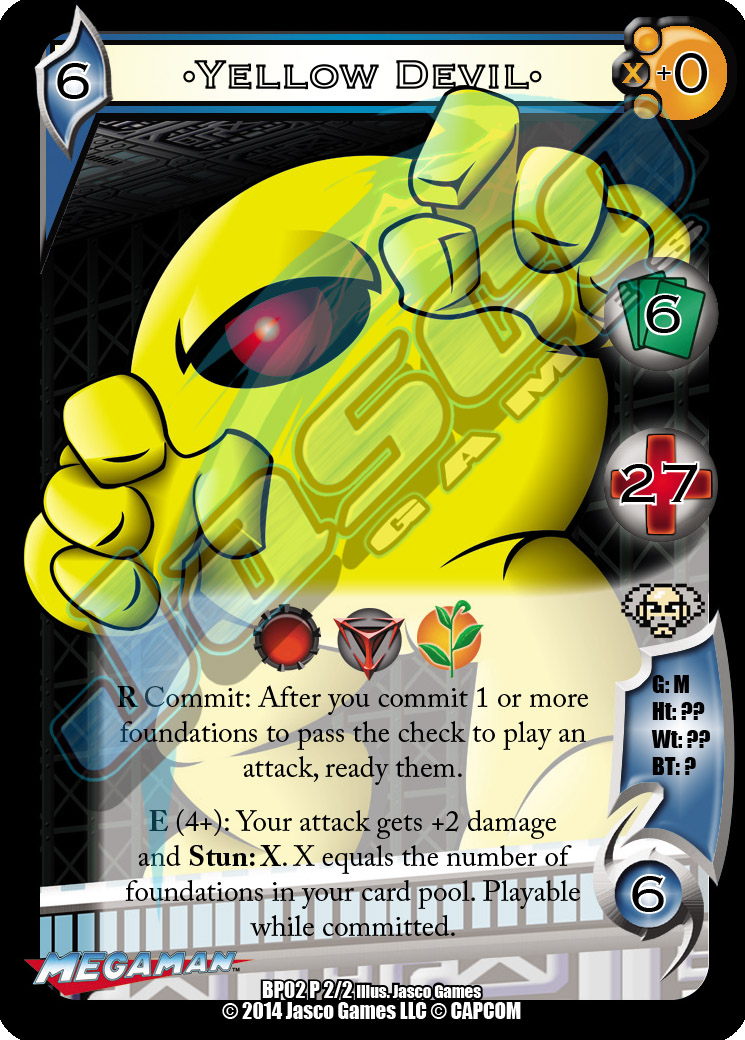 6
·Yellow Devil·
X +0
6
27
JASCO
GAMES
R Commit: After you commit 1 or more
foundations to pass the check to play an
attack, ready them.
E (4+): Your attack gets +2 damage
and Stun: X. X equals the number of
foundations in your card pool. Playable
while committed.
G: M
Ht: ??
Wt: ??
BT: ?
6
MEGAMAN™
BP02 P 2/2 Illus. Jasco Games
© 2014 Jasco Games LLC © CAPCOM